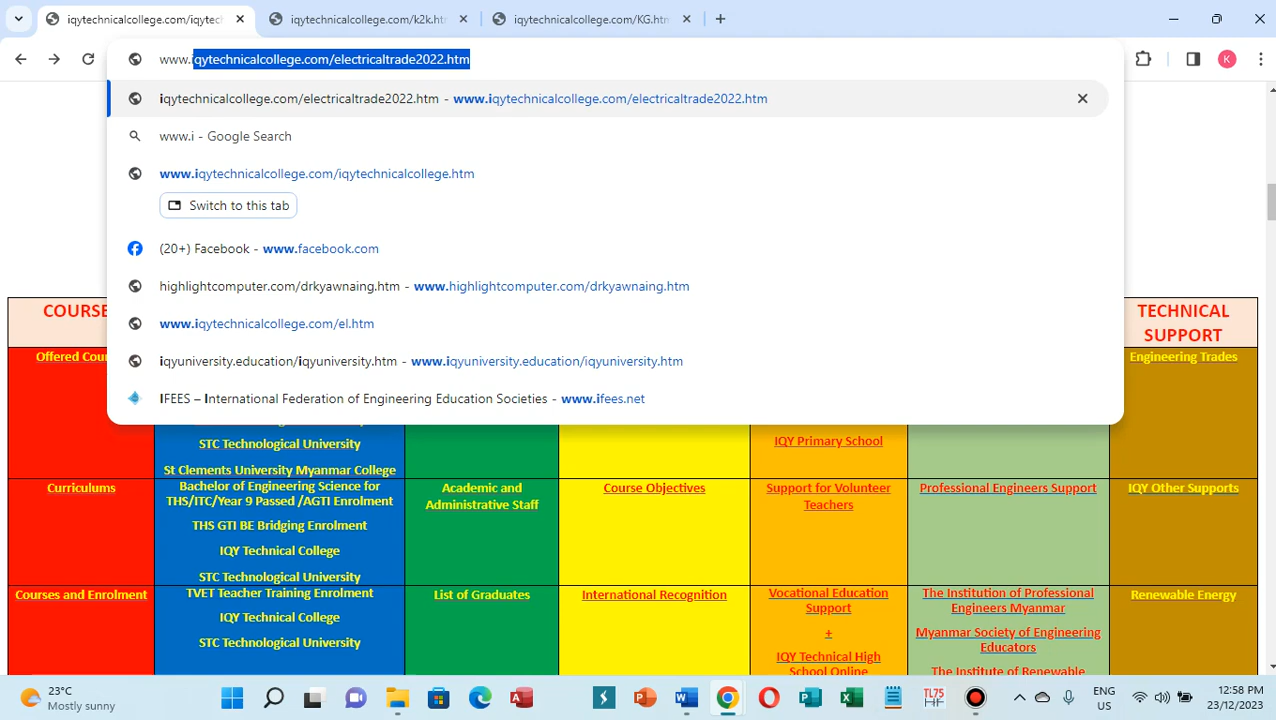 iqytechnicalcollege.com/iqytech
iqytechnicalcollege.com/k2k.htm
iqytechnicalcollege.com/KG.htm
www.iqytechnicalcollege.com/electricaltrade2022.htm
K
iqytechnicalcollege.com/electricaltrade2022.htm - www.iqytechnicalcollege.com/electricaltrade2022.htm
www.i - Google Search
www.iqytechnicalcollege.com/iqytechnicalcollege.htm
Switch to this tab
(20+) Facebook - www.facebook.com
highlightcomputer.com/drkyawnaing.htm - www.highlightcomputer.com/drkyawnaing.htm
www.iqytechnicalcollege.com/el.htm
iqyuniversity.education/iqyuniversity.htm - www.iqyuniversity.education/iqyuniversity.htm
IFEES – International Federation of Engineering Education Societies - www.ifees.net
COURSE
TECHNICAL
SUPPORT
Offered Cou
Engineering Trades
IQY Primary School
STC Technological University
St Clements University Myanmar College
Curriculums
Bachelor of Engineering Science for
THS/ITC/Year 9 Passed /AGTI Enrolment
THS GTI BE Bridging Enrolment
IQY Technical College
STC Technological University
Academic and
Administrative Staff
Course Objectives
Support for Volunteer
Teachers
Professional Engineers Support
IQY Other Supports
Courses and Enrolment
TVET Teacher Training Enrolment
IQY Technical College
STC Technological University
List of Graduates
International Recognition
Vocational Education
Support
+
IQY Technical High
School Online
The Institution of Professional
Engineers Myanmar
Myanmar Society of Engineering
Educators
The Institute of Renewable
Renewable Energy
23°C
Mostly sunny
TL75
ENG
US
12:58 PM
23/12/2023